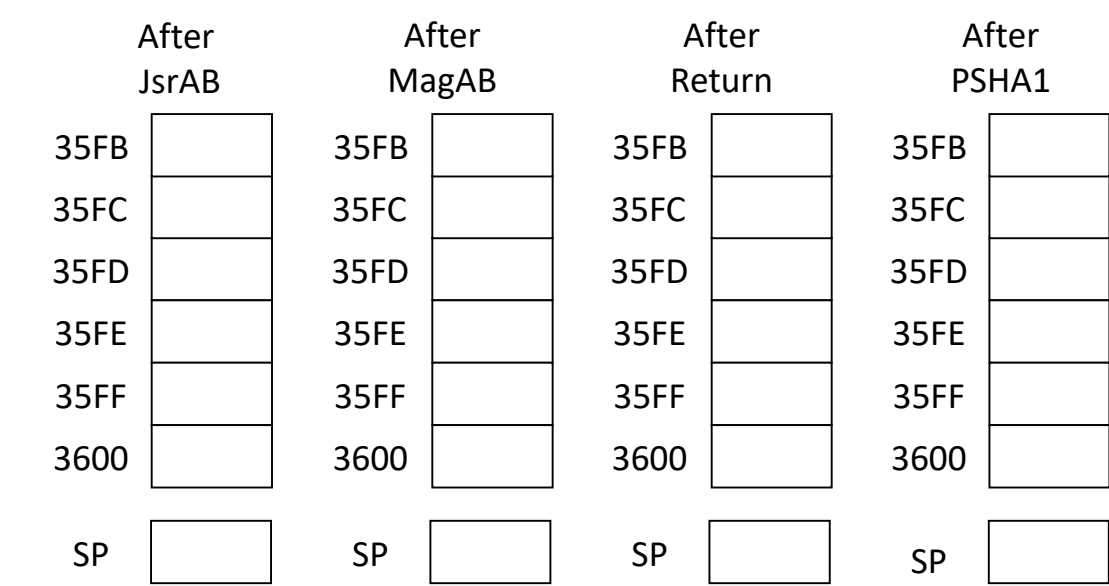 After After After After
JsrAB MagAB Return PSHA1
35FB 35FB 35FB 35FB
35FC 35FC 35FC 35FC
35FD 35FD 35FD 35FD
35FE 35FE 35FE 35FE
35FF 35FF 35FF 35FF
3600 3600 3600 3600
SP SP SP SP